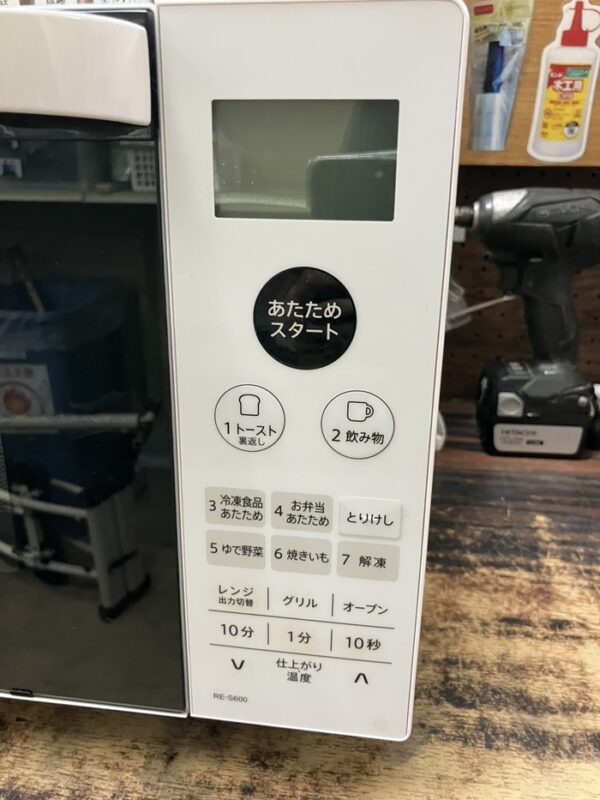 あたため
スタート
1トースト
裏返し
2 飲み物
3 冷凍食品
あたため
4 お弁当
あたため
とりけし
5 ゆで野菜
6 焼きいも
7 解凍
レンジ
出力切替
グリル
オーブン
10分
1分
10秒
仕上がり
温度
RE-S600
木工用
HITACHI